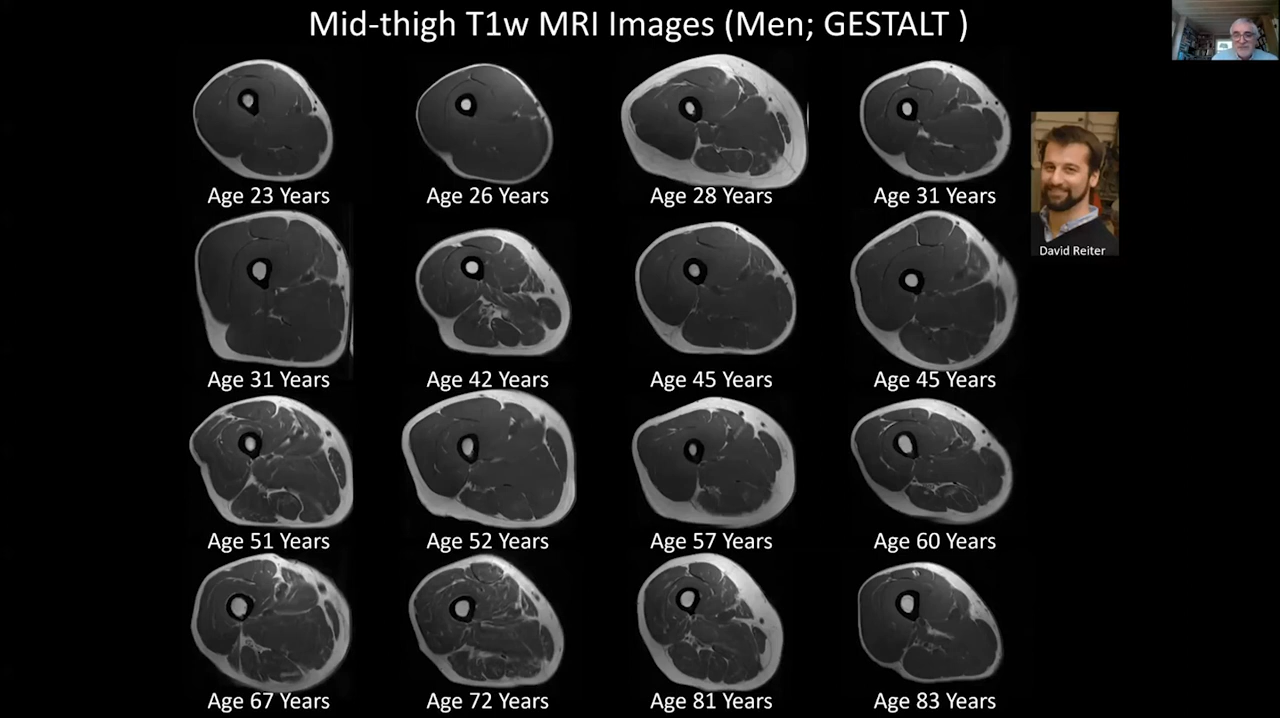 Mid-thigh T1w MRI Images (Men; GESTALT )
Age 23 Years
Age 26 Years
Age 28 Years
Age 31 Years
David Reiter
Age 31 Years
Age 42 Years
Age 45 Years
Age 45 Years
Age 51 Years
Age 52 Years
Age 57 Years
Age 60 Years
Age 67 Years
Age 72 Years
Age 81 Years
Age 83 Years